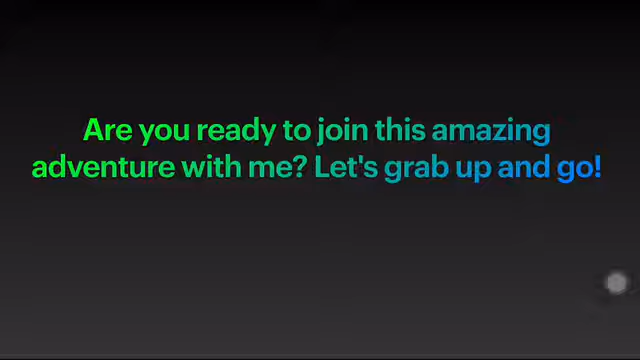 Are you ready to join this amazing
adventure with me? Let's grab up and go!